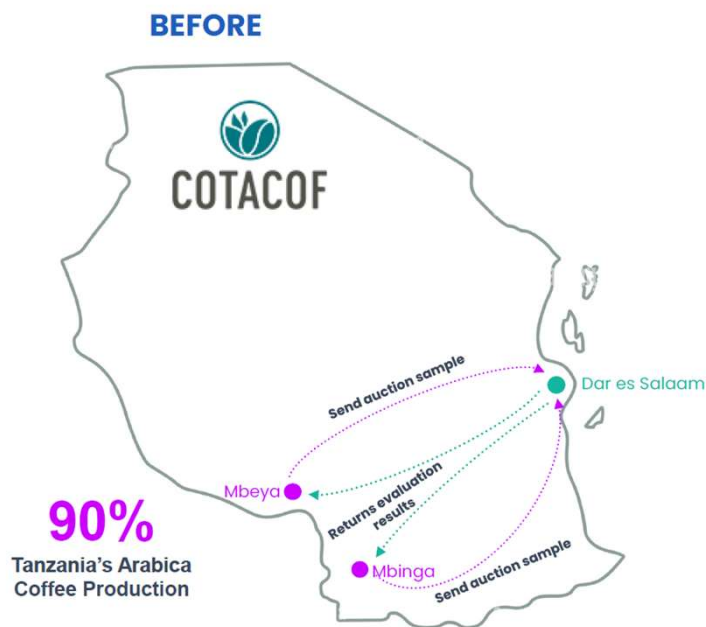 BEFORE
COTACOF
Send auction sample
Dar es Salaam
Mbeya
Returns evaluation
results
90%
Tanzania's Arabica
Coffee Production
Mbinga
Send auction sample